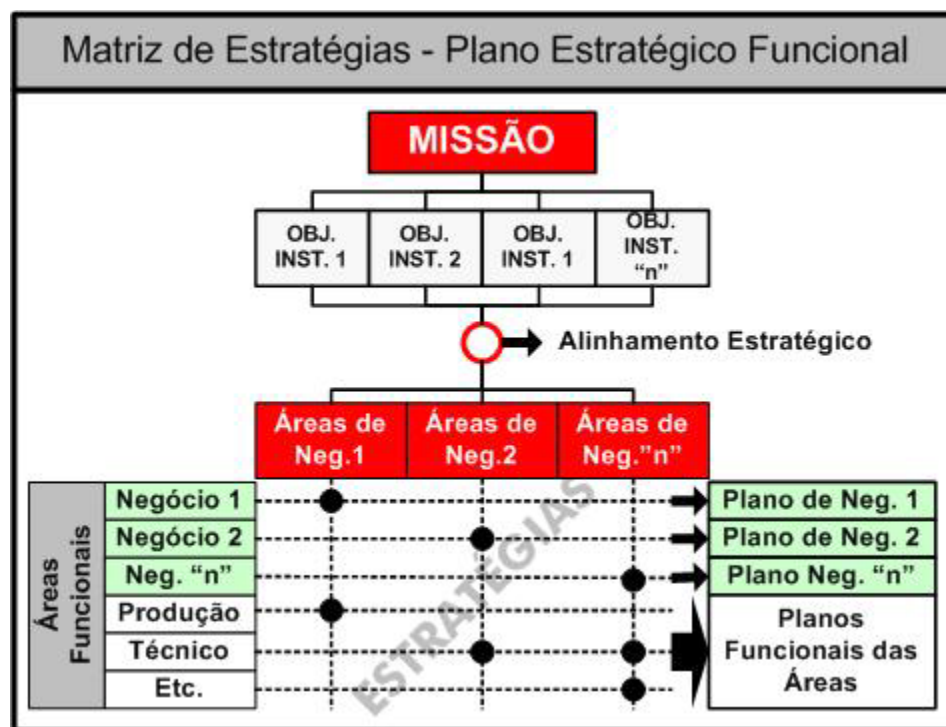 Matriz de Estratégias - Plano Estratégico Funcional
MISSÃO
OBJ.
INST. 1
OBJ.
INST. 2
OBJ.
INST. 1
OBJ.
INST.
“n”
Alinhamento Estratégico
Áreas de
Neg.1
Áreas de
Neg.2
Áreas de
Neg.”n”
Áreas
Funcionais
Negócio 1
Negócio 2
Neg. “n”
Produção
Técnico
Etc.
ESTRATÉGIAS
Plano de Neg. 1
Plano de Neg. 2
Plano Neg. “n”
Planos
Funcionais das
Áreas